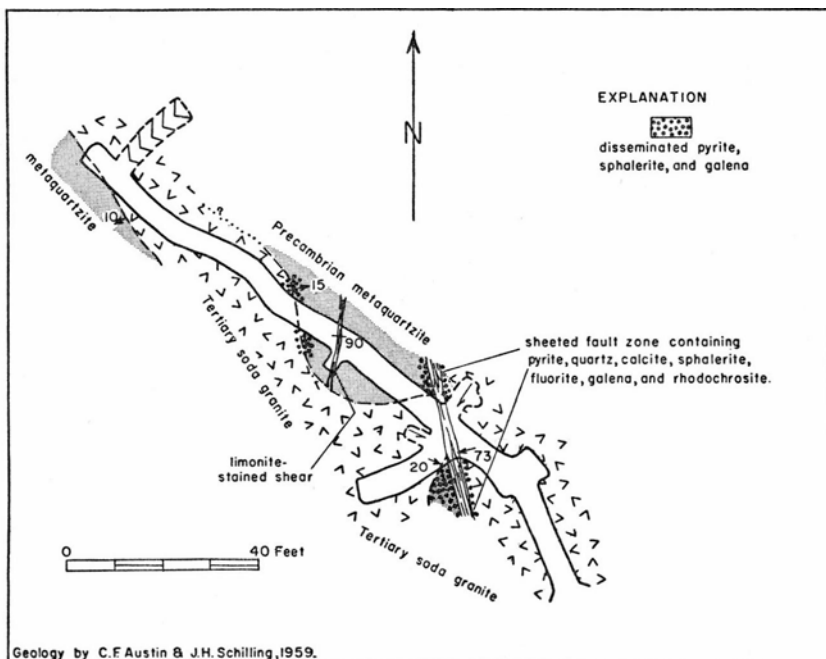 N
EXPLANATION
disseminated pyrite,
sphalerite, and galena
metaquartzite
10
Precambrian metaquartzite
15
90
Tertiary soda granite
sheeted fault zone containing
pyrite, quartz, calcite, sphalerite,
fluorite, galena, and rhodochrosite.
limonite-
stained shear
20
73
Tertiary soda granite
0
40 Feet
Geology by C.F. Austin & J.H. Schilling, 1959.